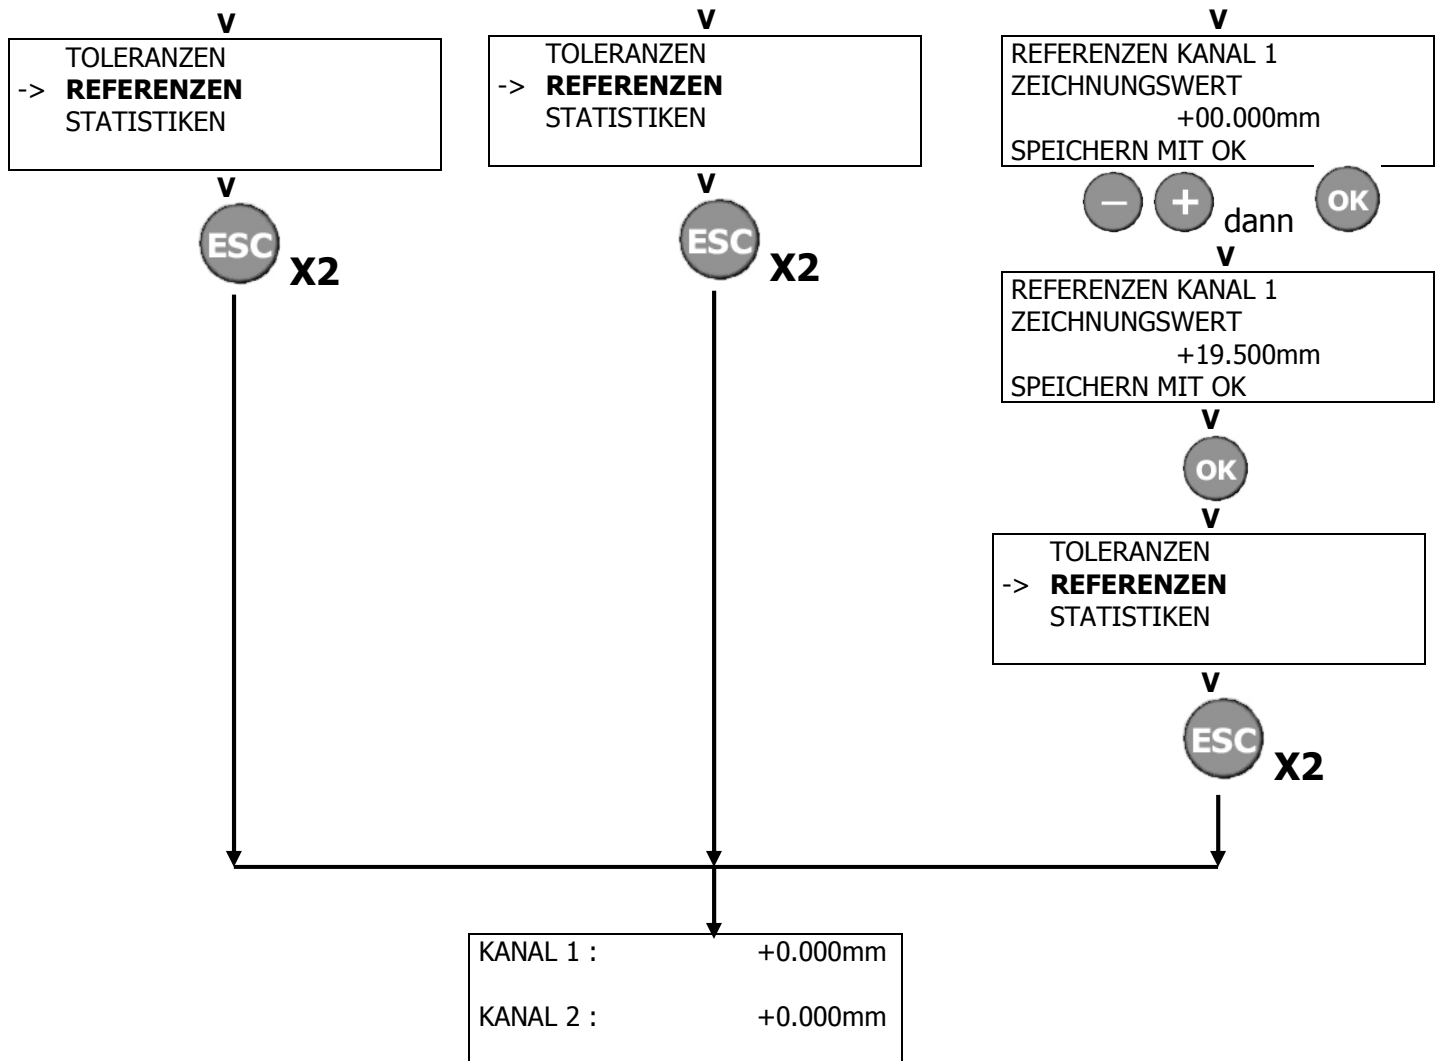 v
TOLERANZEN
-> REFERENZEN
STATISTIKEN
v
ESC X2
v
TOLERANZEN
-> REFERENZEN
STATISTIKEN
v
ESC X2
v
REFERENZEN KANAL 1
ZEICHNUNGSWERT
+00.000mm
SPEICHERN MIT OK
− + dann OK
v
REFERENZEN KANAL 1
ZEICHNUNGSWERT
+19.500mm
SPEICHERN MIT OK
v
OK
v
TOLERANZEN
-> REFERENZEN
STATISTIKEN
v
ESC X2
KANAL 1 : +0.000mm
KANAL 2 : +0.000mm